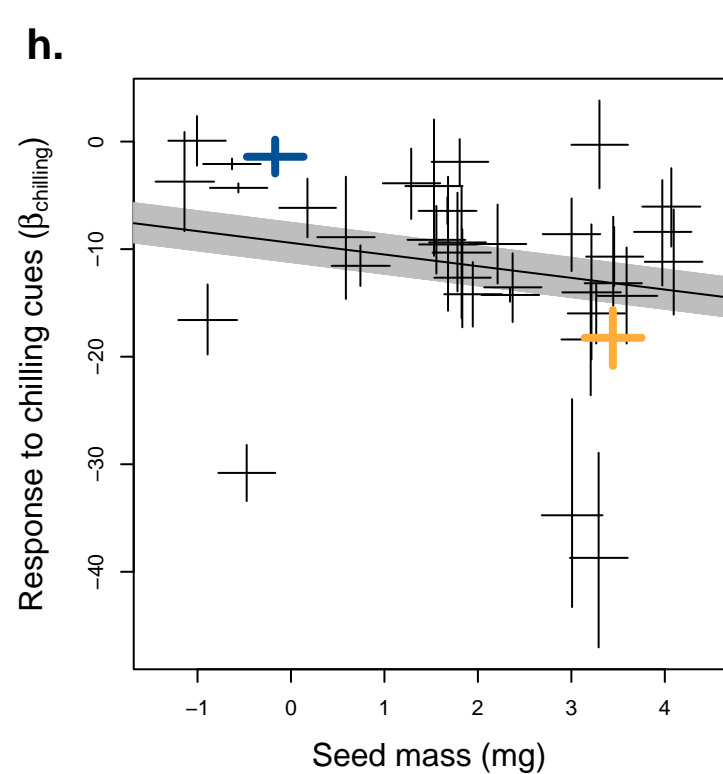 h.
Response to chilling cues (βchilling)
0
−10
−20
−30
−40
−1 0 1 2 3 4
Seed mass (mg)